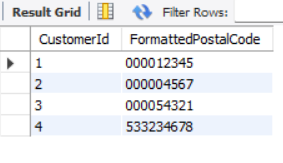 Result Grid Filter Rows:
CustomerId FormattedPostalCode
1 000012345
2 000004567
3 000054321
4 533234678